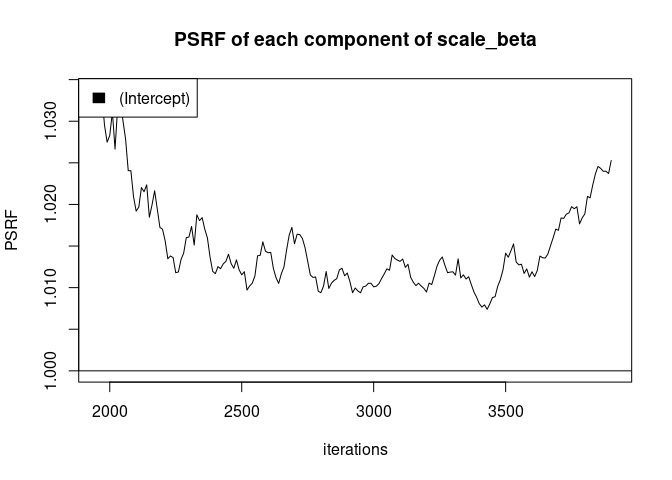 PSRF of each component of scale_beta
(Intercept)
PSRF
1.030
1.020
1.010
1.000
2000 2500 3000 3500
iterations